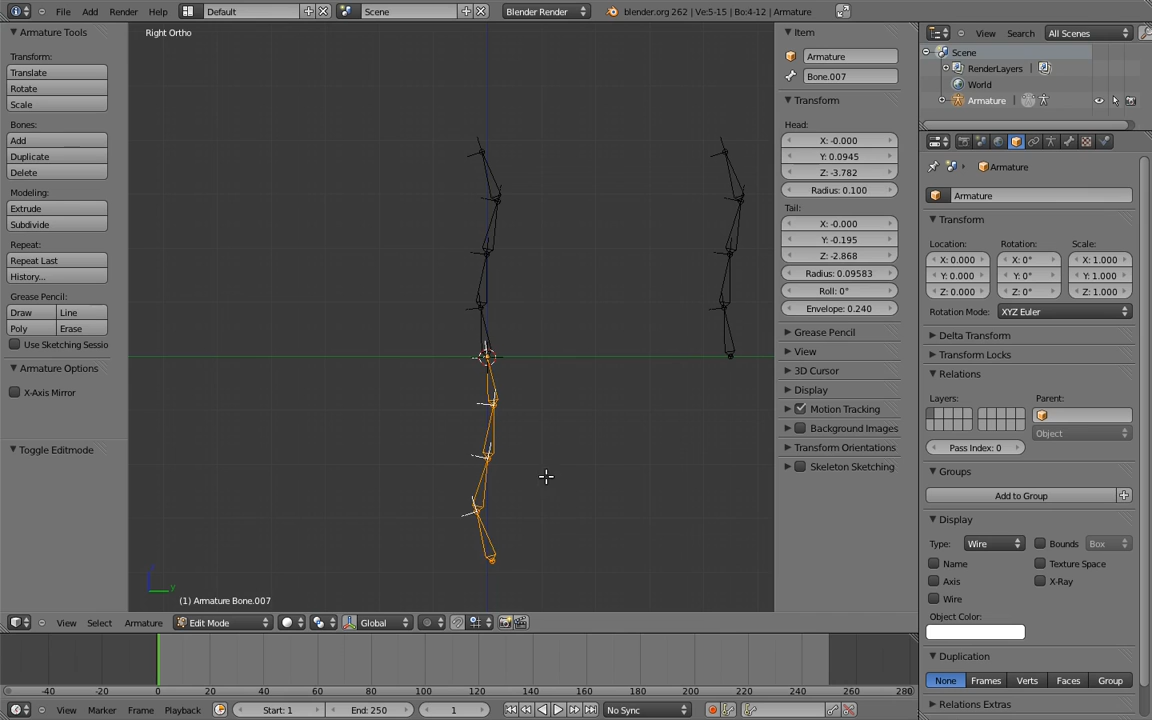 File Add Render Help Default Scene Blender Render blender.org 262 | Ve:5-15 | Bo:4-12 | Armature
Armature Tools
Transform:
Translate
Rotate
Scale
Bones:
Add
Duplicate
Delete
Modeling:
Extrude
Subdivide
Repeat:
Repeat Last
History...
Grease Pencil:
Draw Line
Poly Erase
Use Sketching Sessio
Armature Options
X-Axis Mirror
Toggle Editmode
Right Ortho
y
(1) Armature Bone.007
Item
Armature
Bone.007
Transform
Head:
X: -0.000
Y: 0.0945
Z: -3.782
Radius: 0.100
Tail:
X: -0.000
Y: -0.195
Z: -2.868
Radius: 0.09583
Roll: 0°
Envelope: 0.240
Grease Pencil
View
3D Cursor
Display
Motion Tracking
Background Images
Transform Orientations
Skeleton Sketching
View Search All Scenes
Scene
RenderLayers
World
Armature
Armature
Armature
Transform
Location: Rotation: Scale:
X: 0.000 X: 0° X: 1.000
Y: 0.000 Y: 0° Y: 1.000
Z: 0.000 Z: 0° Z: 1.000
Rotation Mode: XYZ Euler
Delta Transform
Transform Locks
Relations
Layers: Parent:
Object
Pass Index: 0
Groups
Add to Group
Display
Type: Wire Bounds Box
Name Texture Space
Axis X-Ray
Wire
Object Color:
Duplication
None Frames Verts Faces Group
Relations Extras
View Select Armature Edit Mode Global
-40 -20 0 20 40 60 80 100 120 140 160 180 200 220 240 260 280
View Marker Frame Playback Start: 1 End: 250 1 No Sync